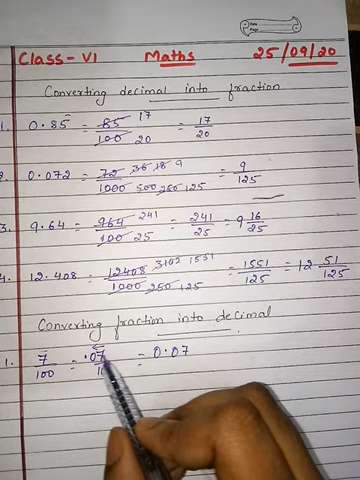 Date
Page
Class - VI Maths 25/09/20
Converting decimal into fraction
1. 0.85 = 85/100 17/20 = 17/20
2. 0.072 = 72/1000 36/500 18/250 9/125 = 9/125
3. 9.64 = 964/100 241/25 = 241/25 = 9 16/25
4. 12.408 = 12408/1000 3102/250 1551/125 = 1551/125 = 12 51/125
Converting fraction into decimal
1. 7/100 = .07 = 0.07